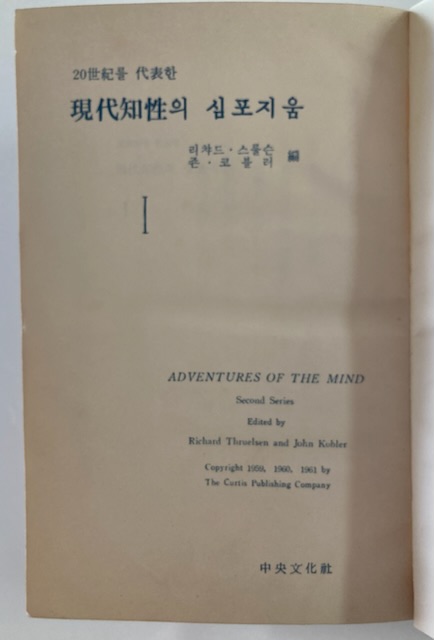 20世紀를 代表한
現代知性의 심포지움
리챠드·스룰슨
존·코블러 編
I
ADVENTURES OF THE MIND
Second Series
Edited by
Richard Thruelsen and John Kobler
Copyright 1959, 1960, 1961 by
The Curtis Publishing Company
中央文化社